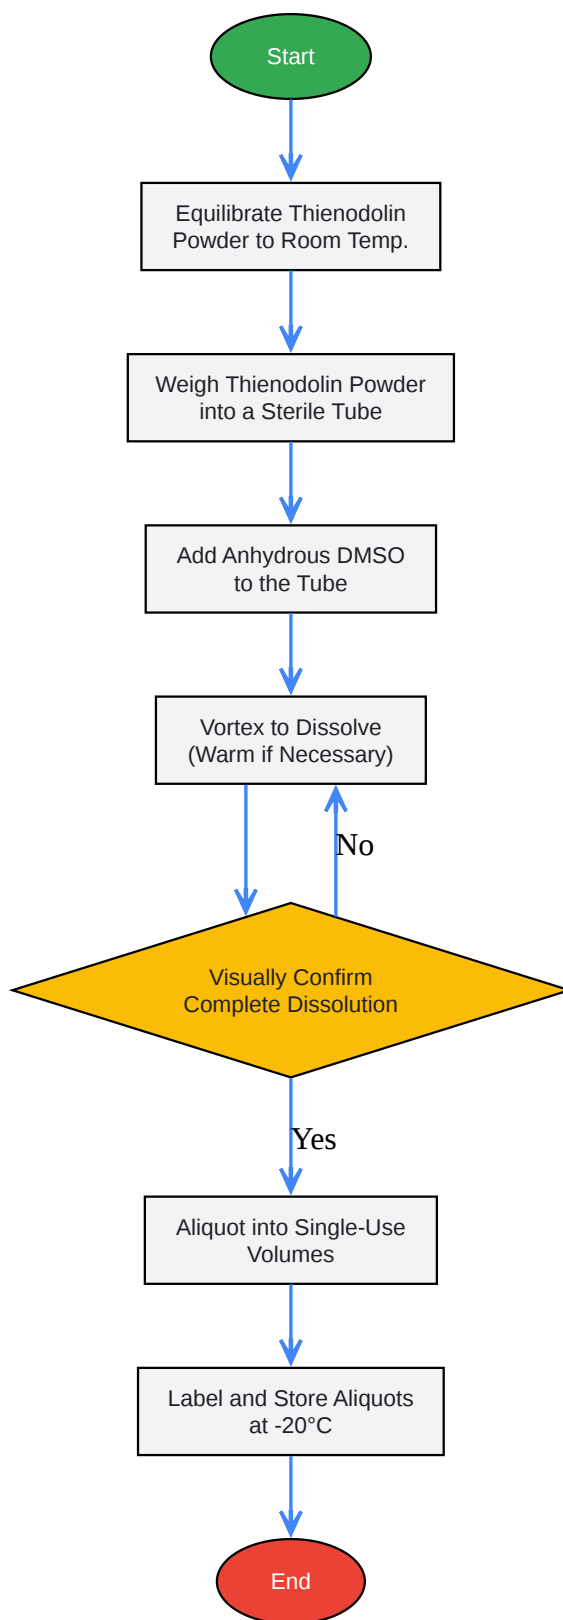 Start
Equilibrate Thienodolin
Powder to Room Temp.
Weigh Thienodolin Powder
into a Sterile Tube
Add Anhydrous DMSO
to the Tube
Vortex to Dissolve
(Warm if Necessary)
No
Visually Confirm
Complete Dissolution
Yes
Aliquot into Single-Use
Volumes
Label and Store Aliquots
at -20°C
End